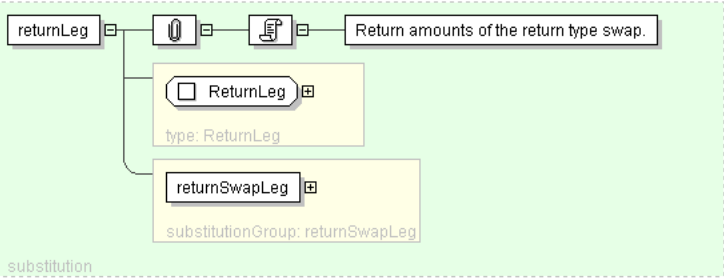 returnLeg
Return amounts of the return type swap.
ReturnLeg
type: ReturnLeg
returnSwapLeg
substitutionGroup: returnSwapLeg
substitution